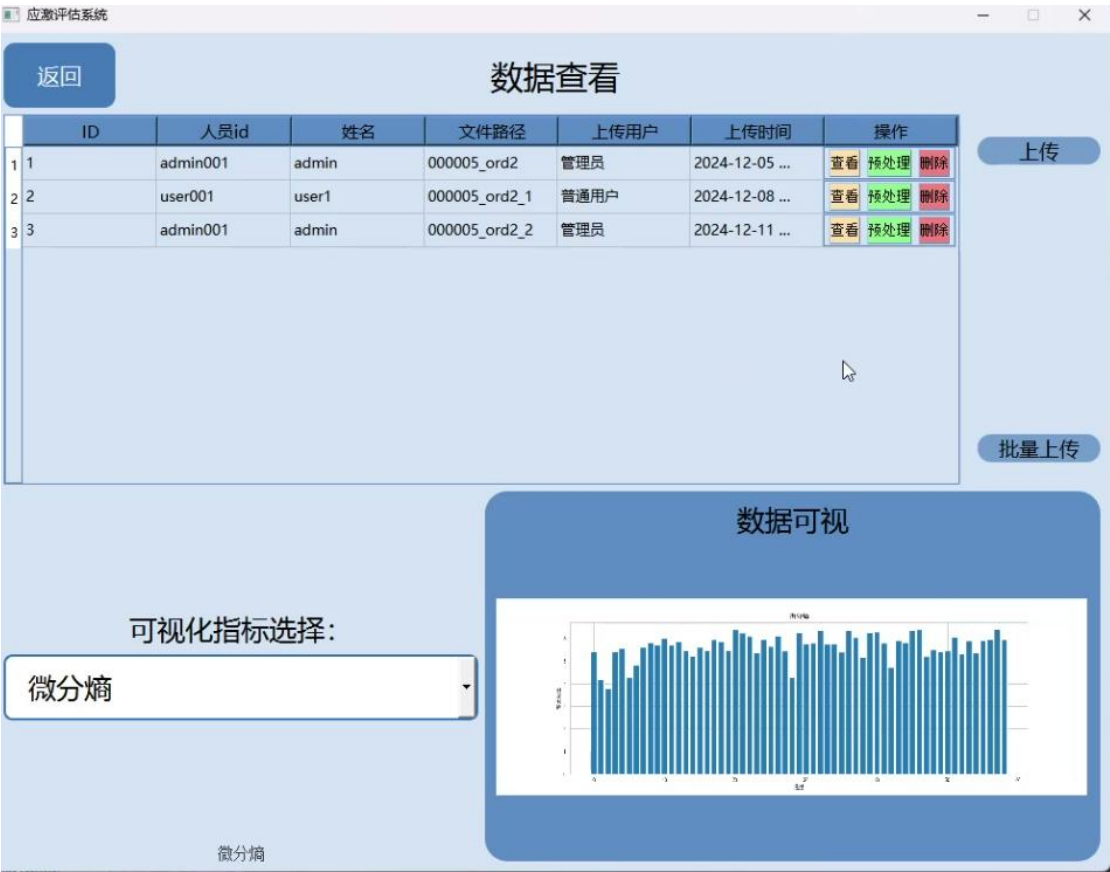 应激评估系统
返回
数据查看
ID 人员id 姓名 文件路径 上传用户 上传时间 操作
1 1 admin001 admin 000005_ord2 管理员 2024-12-05 ... 查看 预处理 删除
2 2 user001 user1 000005_ord2_1 普通用户 2024-12-08 ... 查看 预处理 删除
3 3 admin001 admin 000005_ord2_2 管理员 2024-12-11 ... 查看 预处理 删除
上传
批量上传
数据可视
可视化指标选择：
微分熵
微分熵
微分熵